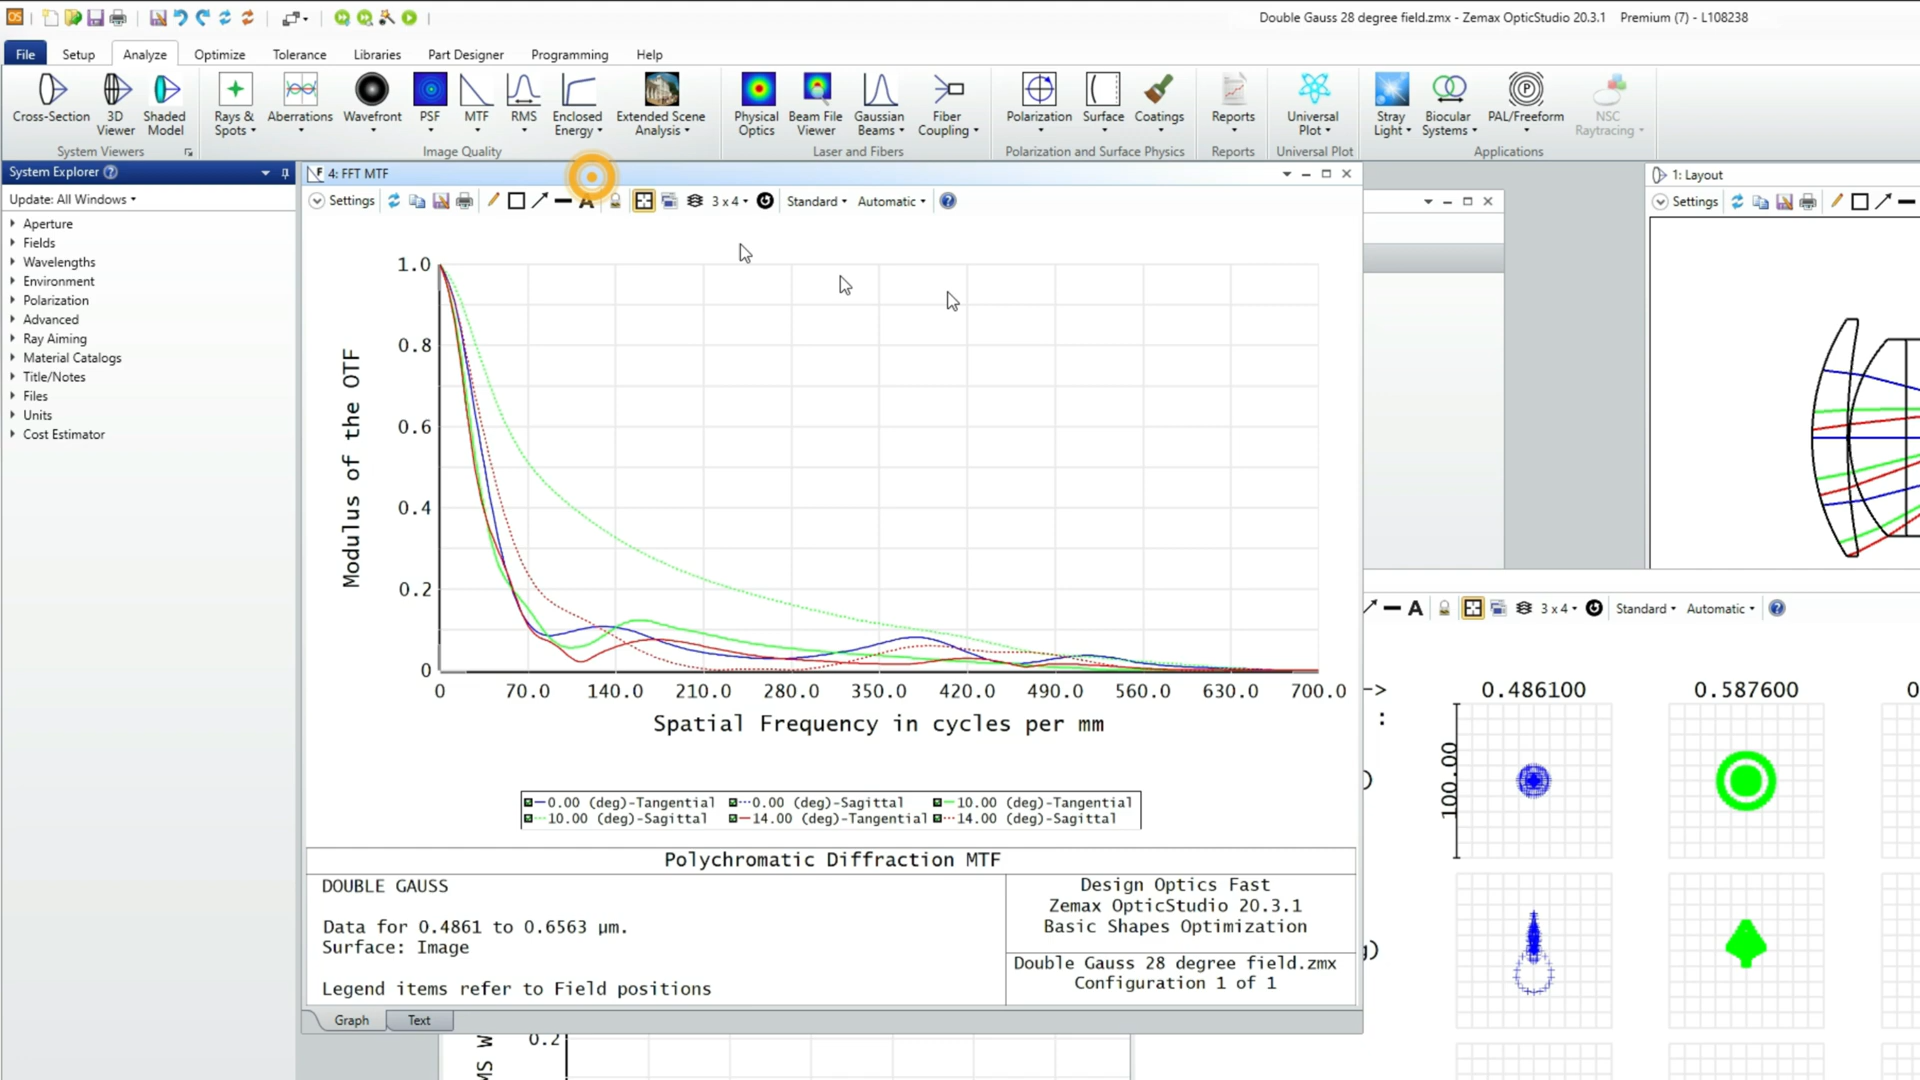 OS
Double Gauss 28 degree field.zmx - Zemax OpticStudio 20.3.1   Premium (7) - L108238
File   Setup   Analyze   Optimize   Tolerance   Libraries   Part Designer   Programming   Help
Cross-Section   3D Viewer   Shaded Model   Rays & Spots   Aberrations   Wavefront   PSF   MTF   RMS   Enclosed Energy   Extended Scene Analysis   Physical Optics   Beam File Viewer   Gaussian Beams   Fiber Coupling   Polarization   Surface   Coatings   Reports   Universal Plot   Stray Light   Biocular Systems   PAL/Freeform   NSC Raytracing
System Viewers   Image Quality   Laser and Fibers   Polarization and Surface Physics   Reports   Universal Plot   Applications
System Explorer ?
Update: All Windows
Aperture
Fields
Wavelengths
Environment
Polarization
Advanced
Ray Aiming
Material Catalogs
Title/Notes
Files
Units
Cost Estimator
F 4: FFT MTF
Settings   A   3 x 4   Standard   Automatic   ?
Modulus of the OTF
1.0
0.8
0.6
0.4
0.2
0
0   70.0   140.0   210.0   280.0   350.0   420.0   490.0   560.0   630.0   700.0
Spatial Frequency in cycles per mm
0.00 (deg)-Tangential   0.00 (deg)-Sagittal   10.00 (deg)-Tangential
10.00 (deg)-Sagittal   14.00 (deg)-Tangential   14.00 (deg)-Sagittal
Polychromatic Diffraction MTF
DOUBLE GAUSS
Data for 0.4861 to 0.6563 µm.
Surface: Image
Legend items refer to Field positions
Design Optics Fast
Zemax OpticStudio 20.3.1
Basic Shapes Optimization
Double Gauss 28 degree field.zmx
Configuration 1 of 1
Graph   Text
0.2
1: Layout
Settings
A   3 x 4   Standard   Automatic   ?
->   0.486100   0.587600   0
:
100.00
)
g)